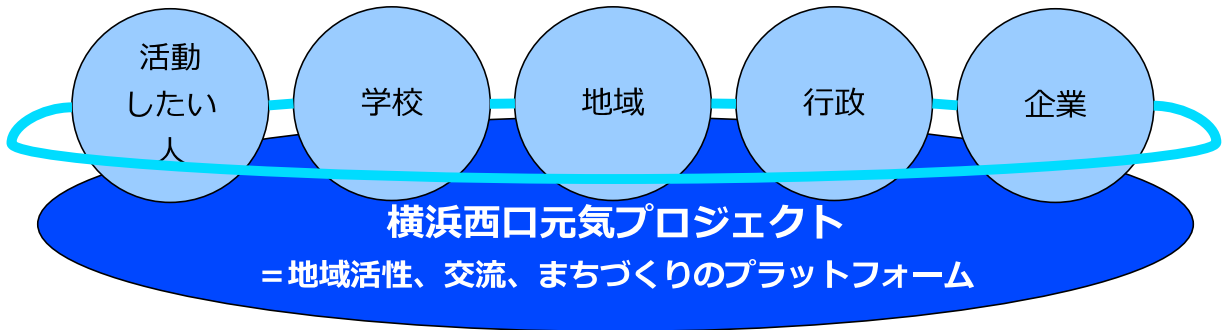 活動
したい
人
学校
地域
行政
企業
横浜西口元気プロジェクト
＝地域活性、交流、まちづくりのプラットフォーム